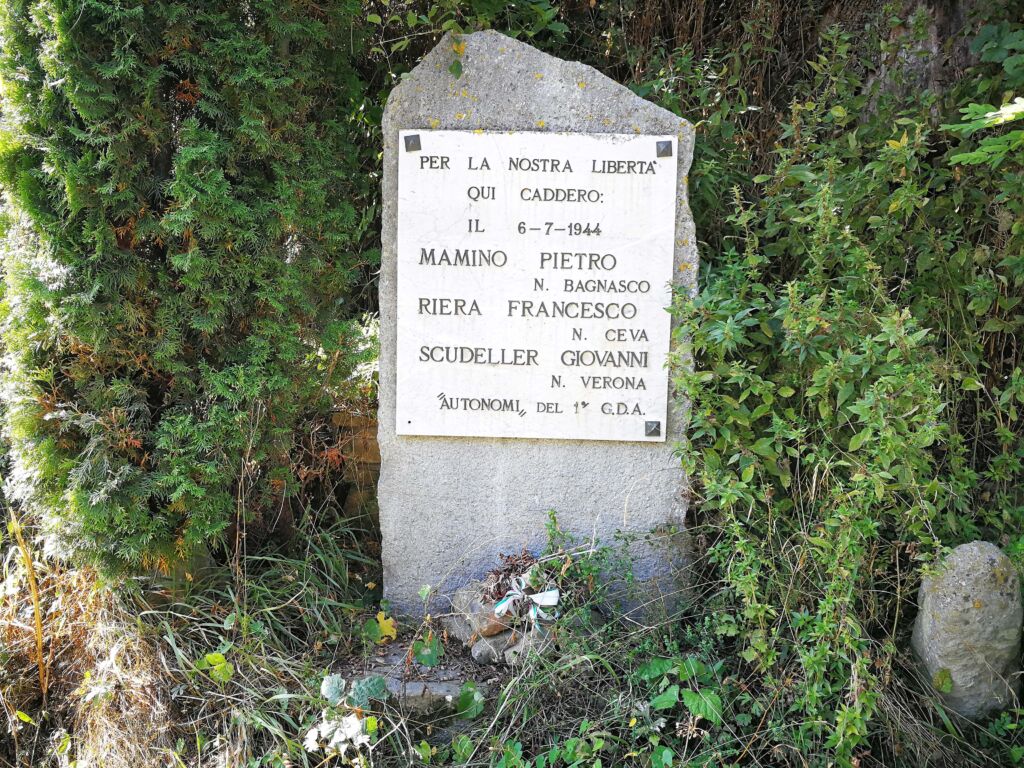 PER LA NOSTRA LIBERTA'
QUI CADDERO:
IL 6-7-1944
MAMINO PIETRO
N. BAGNASCO
RIERA FRANCESCO
N. CEVA
SCUDELLER GIOVANNI
N. VERONA
"AUTONOMI" DEL 1° G.D.A.